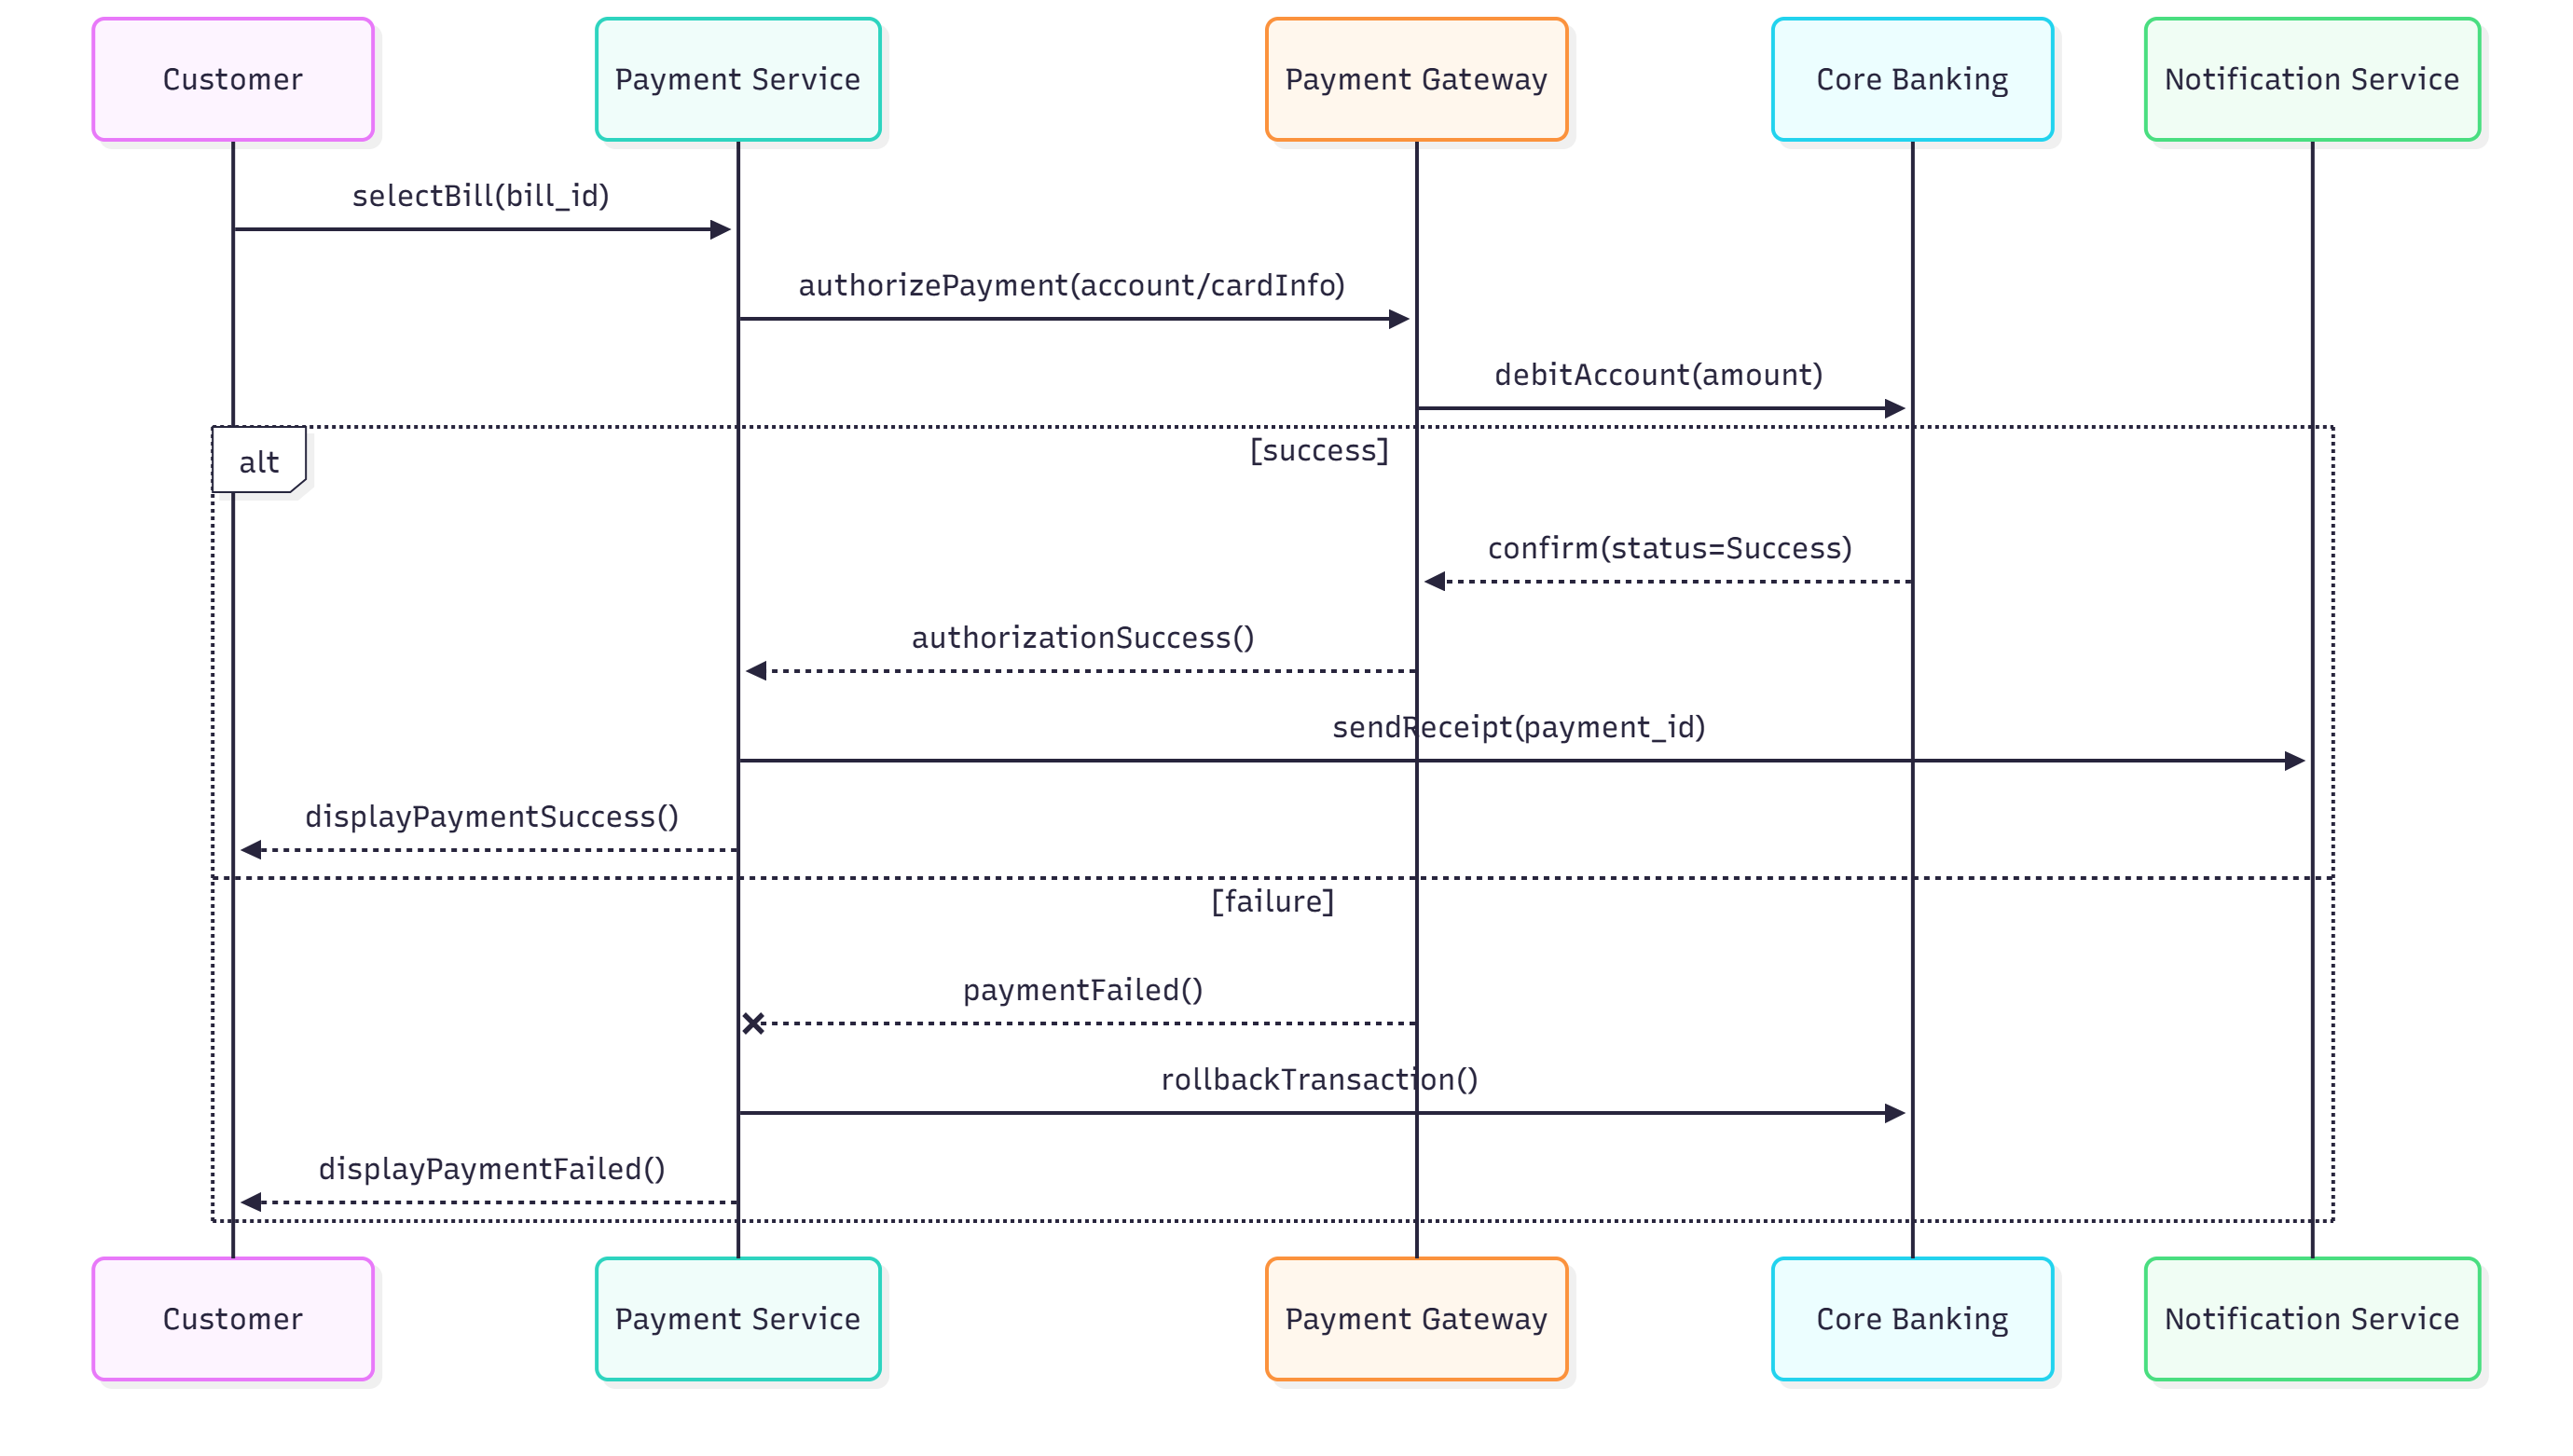 Customer
Payment Service
Payment Gateway
Core Banking
Notification Service
selectBill(bill_id)
authorizePayment(account/cardInfo)
debitAccount(amount)
alt
[success]
confirm(status=Success)
authorizationSuccess()
sendReceipt(payment_id)
displayPaymentSuccess()
[failure]
paymentFailed()
rollbackTransaction()
displayPaymentFailed()
Customer
Payment Service
Payment Gateway
Core Banking
Notification Service